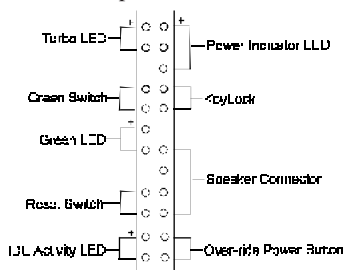 +
+
Turbo LED
Power Indicator LED
Green Switch
KeyLock
+
Green LED
Speaker Connector
Reset Switch
+
IDE Activity LED
Over-ride Power Button